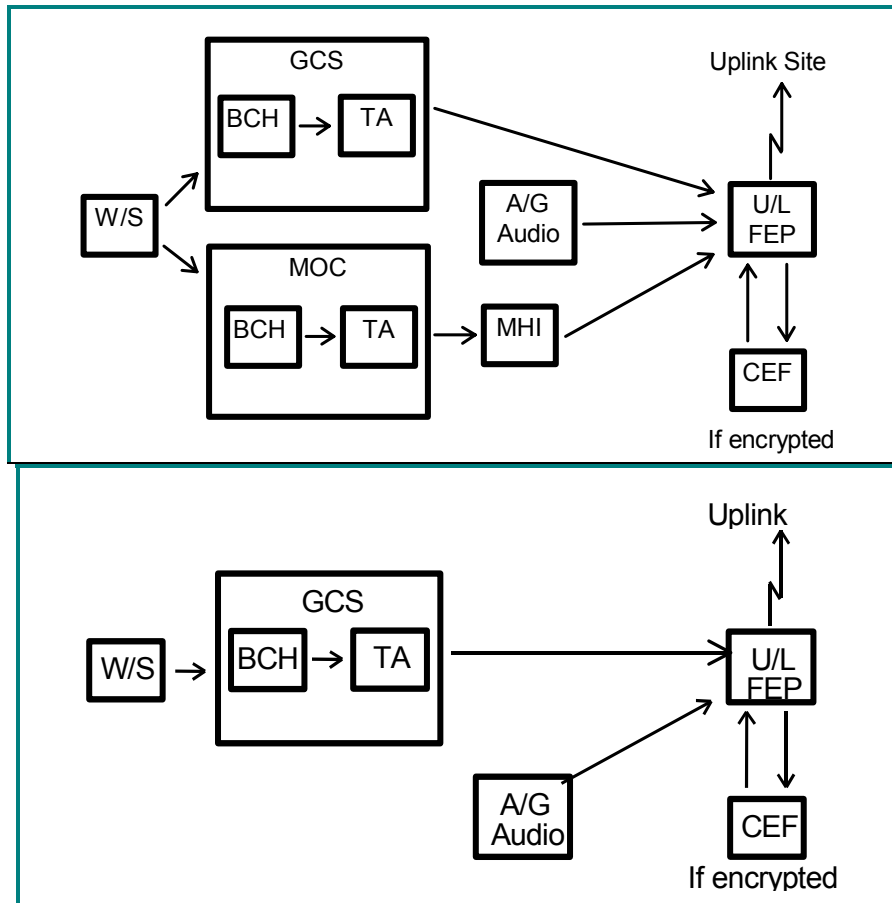 GCS
Uplink Site
BCH
TA
W/S
A/G
Audio
U/L
FEP
MOC
BCH
TA
MHI
CEF
If encrypted
Uplink
GCS
W/S
BCH
TA
U/L
FEP
A/G
Audio
CEF
If encrypted